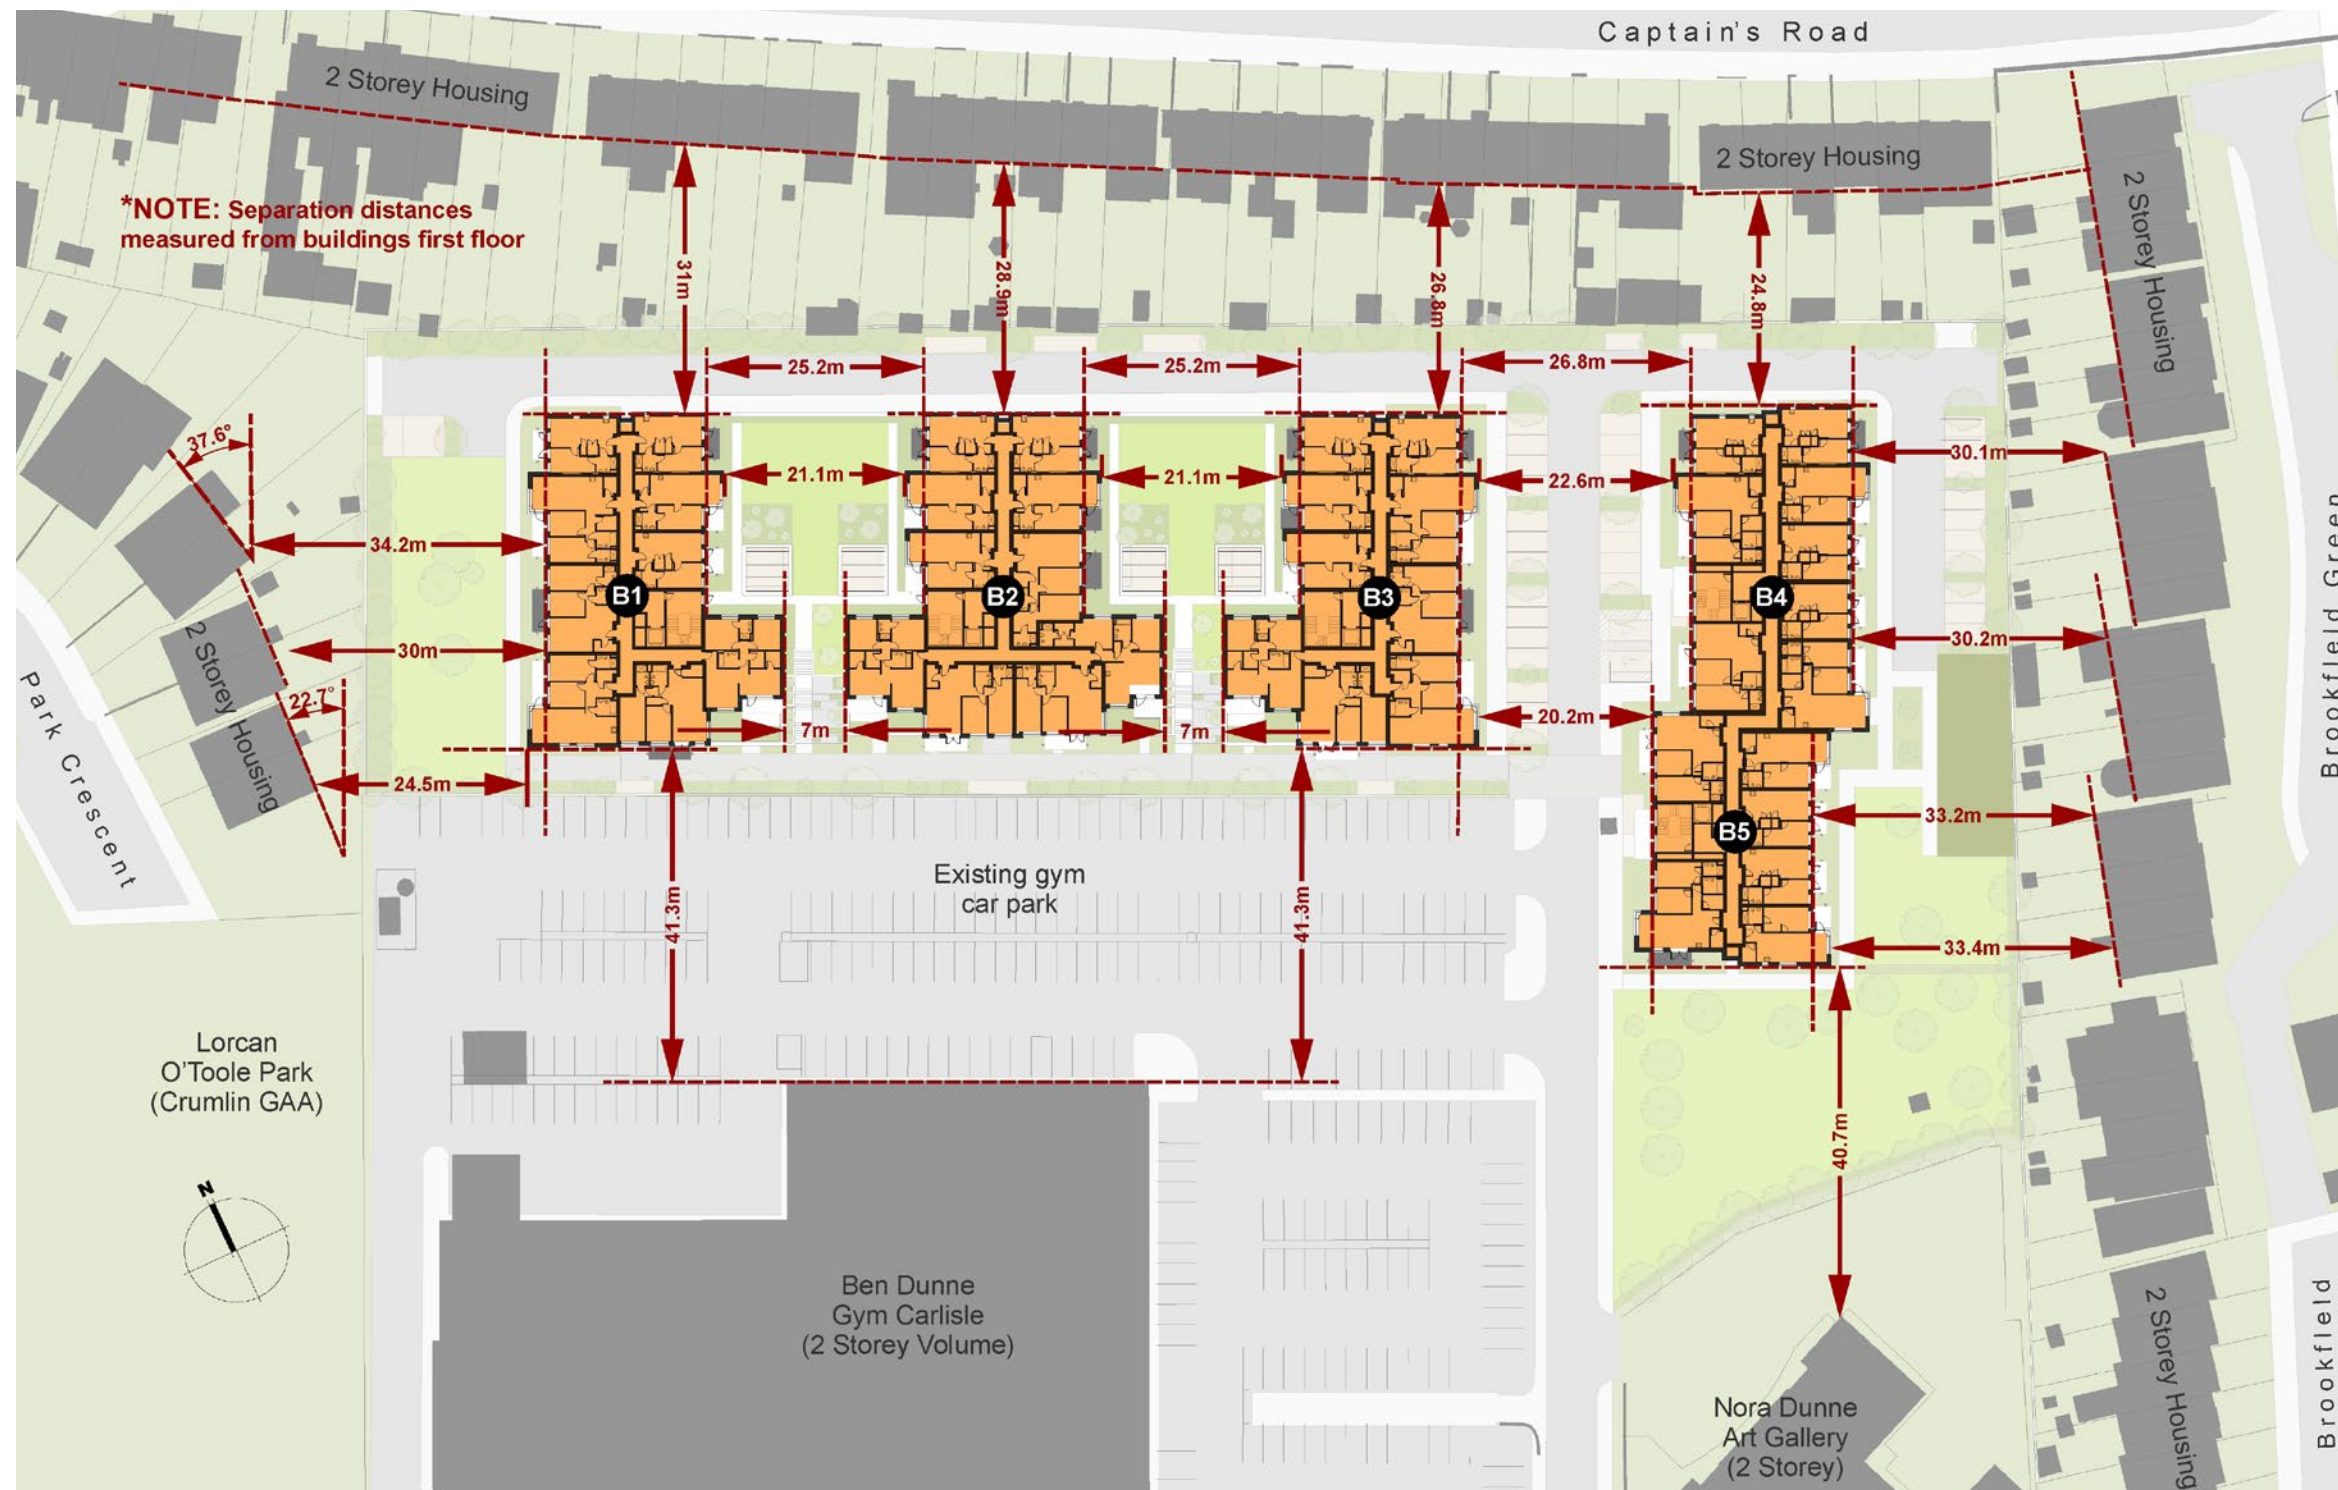 Captain's Road
2 Storey Housing
2 Storey Housing
2 Storey Housing
*NOTE: Separation distances
measured from buildings first floor
31m
28.9m
26.8m
24.8m
25.2m
25.2m
26.8m
37.6°
21.1m
21.1m
22.6m
30.1m
34.2m
B1
B2
B3
B4
30m
30.2m
2 Storey Housing
22.7°
7m
7m
20.2m
24.5m
33.2m
B5
Park Crescent
Brookfield Green
Existing gym
car park
41.3m
41.3m
33.4m
Lorcan
O'Toole Park
(Crumlin GAA)
40.7m
N
Ben Dunne
Gym Carlisle
(2 Storey Volume)
Nora Dunne
Art Gallery
(2 Storey)
2 Storey Housing
Brookfield